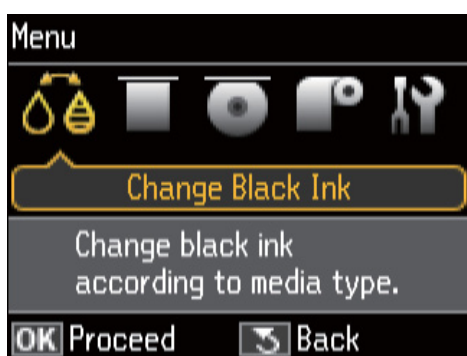 Menu
Change Black Ink
Change black ink
according to media type.
OK Proceed Back